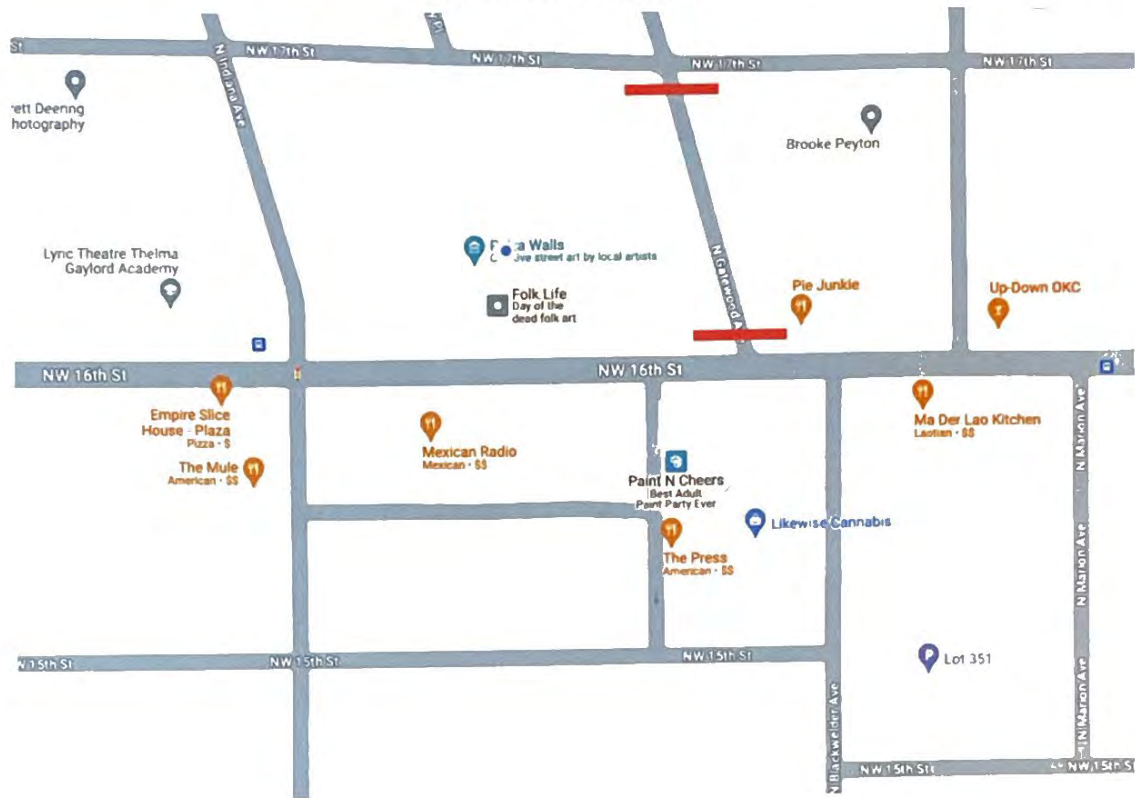 St
NW 17th St
NW 17th St
NW 17th St
NW 17th St
N Pl
N Indiana Ave
rett Deering
hotography
Brooke Peyton
Lyric Theatre Thelma
Gaylord Academy
a Walls
ive street art by local artists
Folk Life
Day of the
dead folk art
N Gatewood A
Pie Junkie
Up-Down OKC
NW 16th St
NW 16th St
Empire Slice
House - Plaza
Pizza · $
The Mule
American · $$
Mexican Radio
Mexican · $$
Ma Der Lao Kitchen
Laotian · $$
N Marion Ave
Paint N Cheers
Best Adult
Paint Party Ever
Likewise Cannabis
The Press
American · $$
N Marion Ave
W 15th St
NW 15th St
NW 15th St
P
Lot 351
N Marion Ave
N Blackwelder Ave
NW 15th St
NW 15th St